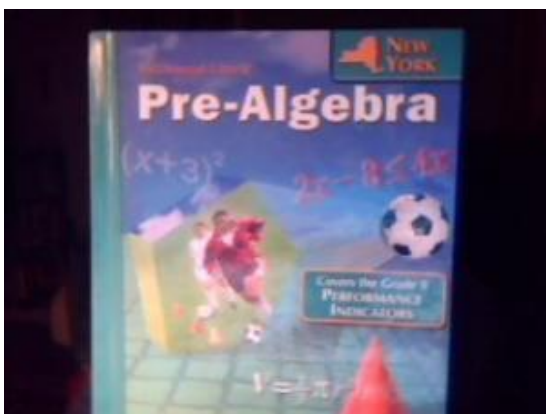 NEW
YORK
Pre-Algebra
(x+3)²
Covers the Grade 8
PERFORMANCE
INDICATORS
V=